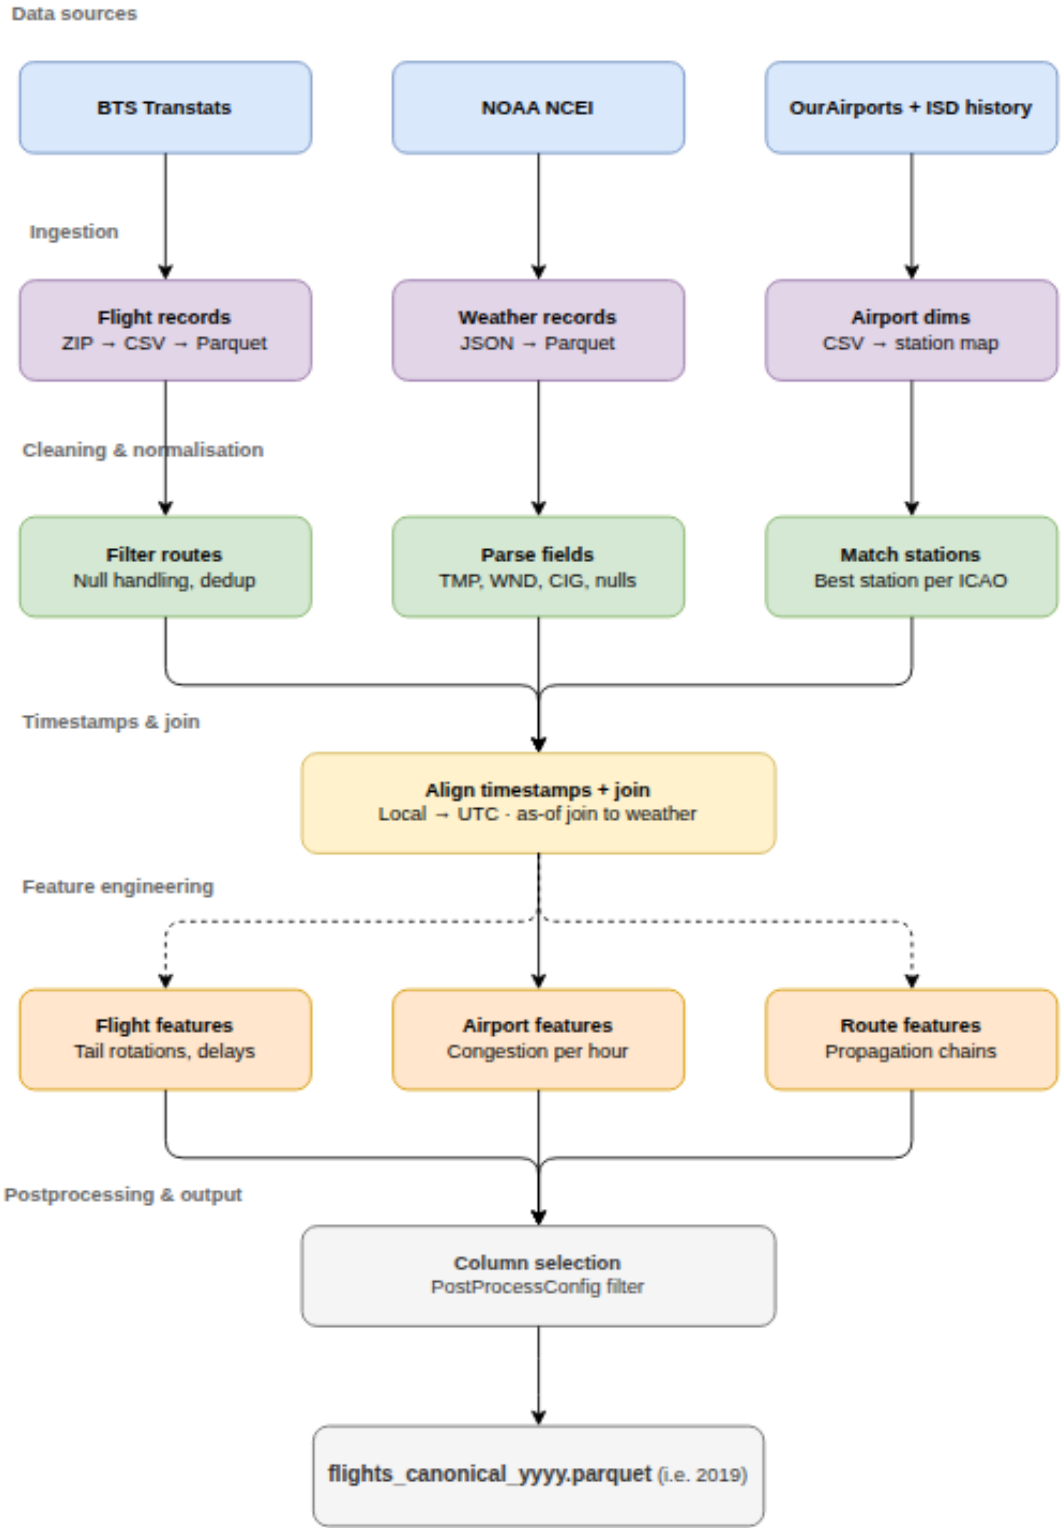 Data sources
BTS Transtats
NOAA NCEI
OurAirports + ISD history
Ingestion
Flight records
ZIP → CSV → Parquet
Weather records
JSON → Parquet
Airport dims
CSV → station map
Cleaning & normalisation
Filter routes
Null handling, dedup
Parse fields
TMP, WND, CIG, nulls
Match stations
Best station per ICAO
Timestamps & join
Align timestamps + join
Local → UTC · as-of join to weather
Feature engineering
Flight features
Tail rotations, delays
Airport features
Congestion per hour
Route features
Propagation chains
Postprocessing & output
Column selection
PostProcessConfig filter
flights_canonical_yyyy.parquet (i.e. 2019)